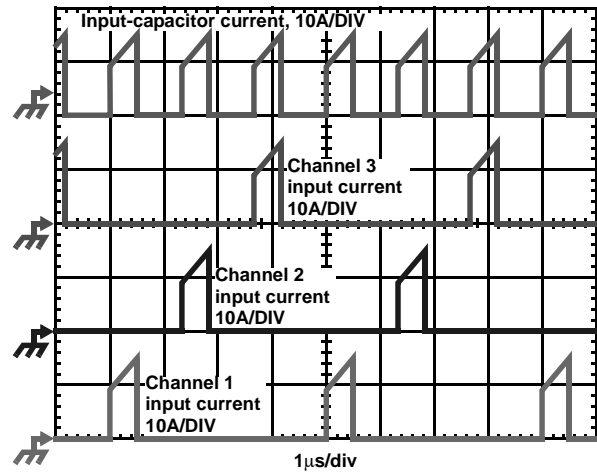 Input-capacitor current, 10A/DIV
Channel 3
input current
10A/DIV
Channel 2
input current
10A/DIV
Channel 1
input current
10A/DIV
1μs/div